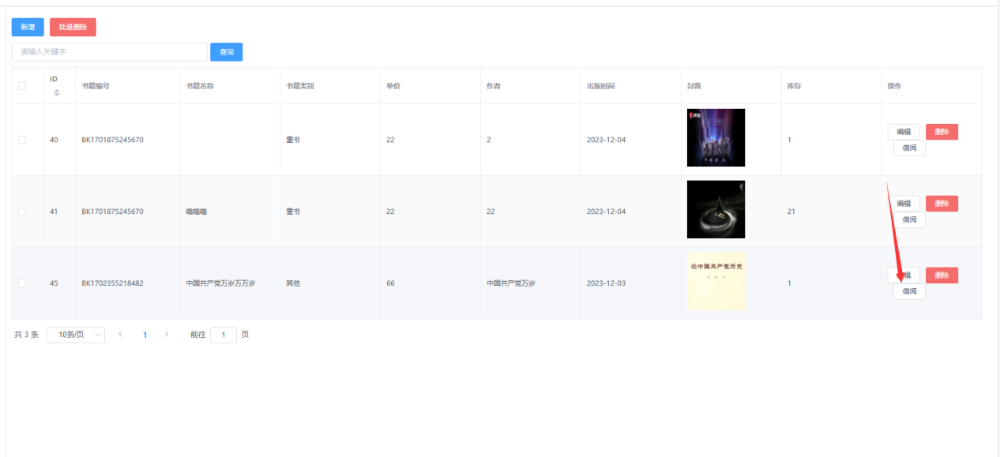 新增 批量删除
请输入关键字 查询
ID 书籍编号 书籍名称 书籍类别 单价 作者 出版时间 封面 库存 操作
40 BK1701875245670 童书 22 2 2023-12-04 1 编辑 删除
借阅
41 BK1701875245670 嘻嘻嘻 童书 22 22 2023-12-04 21 编辑 删除
借阅
论中国共产党历史
45 BK1702355218482 中国共产党万岁万万岁 其他 66 中国共产党万岁 2023-12-03 1 编辑 删除
借阅
共 3 条 10条/页 1 前往 1 页